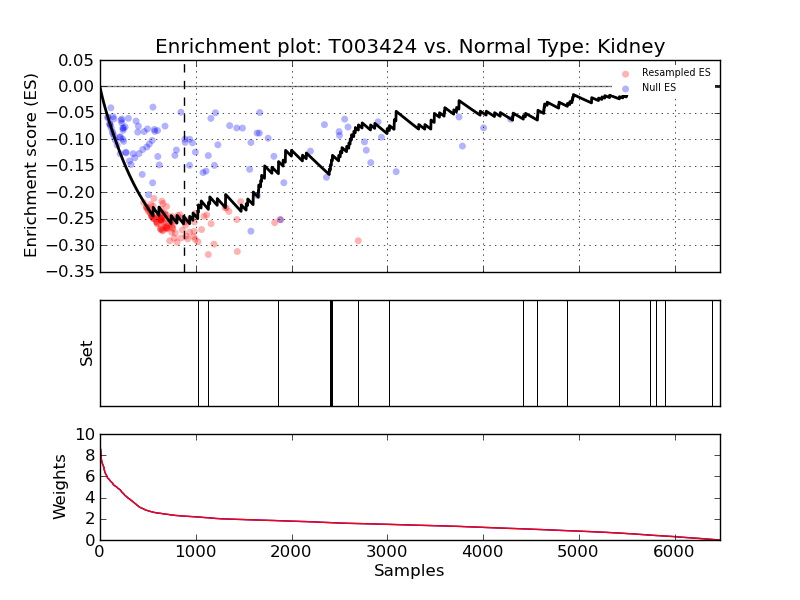 Enrichment plot: T003424 vs. Normal Type: Kidney
Enrichment score (ES)
0.05
0.00
−0.05
−0.10
−0.15
−0.20
−0.25
−0.30
−0.35
Resampled ES
Null ES
Set
Weights
10
8
6
4
2
0
0 1000 2000 3000 4000 5000 6000
Samples